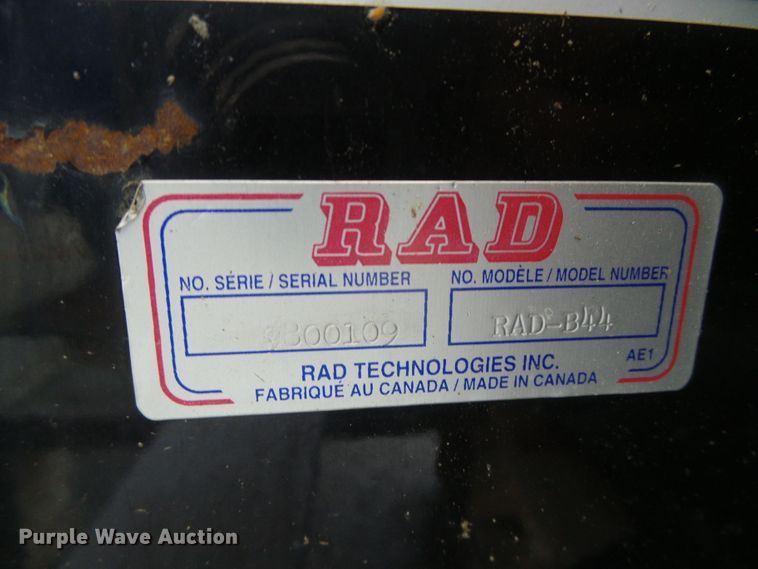 RAD
NO. SÉRIE / SERIAL NUMBER
NO. MODÈLE / MODEL NUMBER
9800109
RAD-B44
RAD TECHNOLOGIES INC.
AE1
FABRIQUÉ AU CANADA / MADE IN CANADA
Purple Wave Auction®